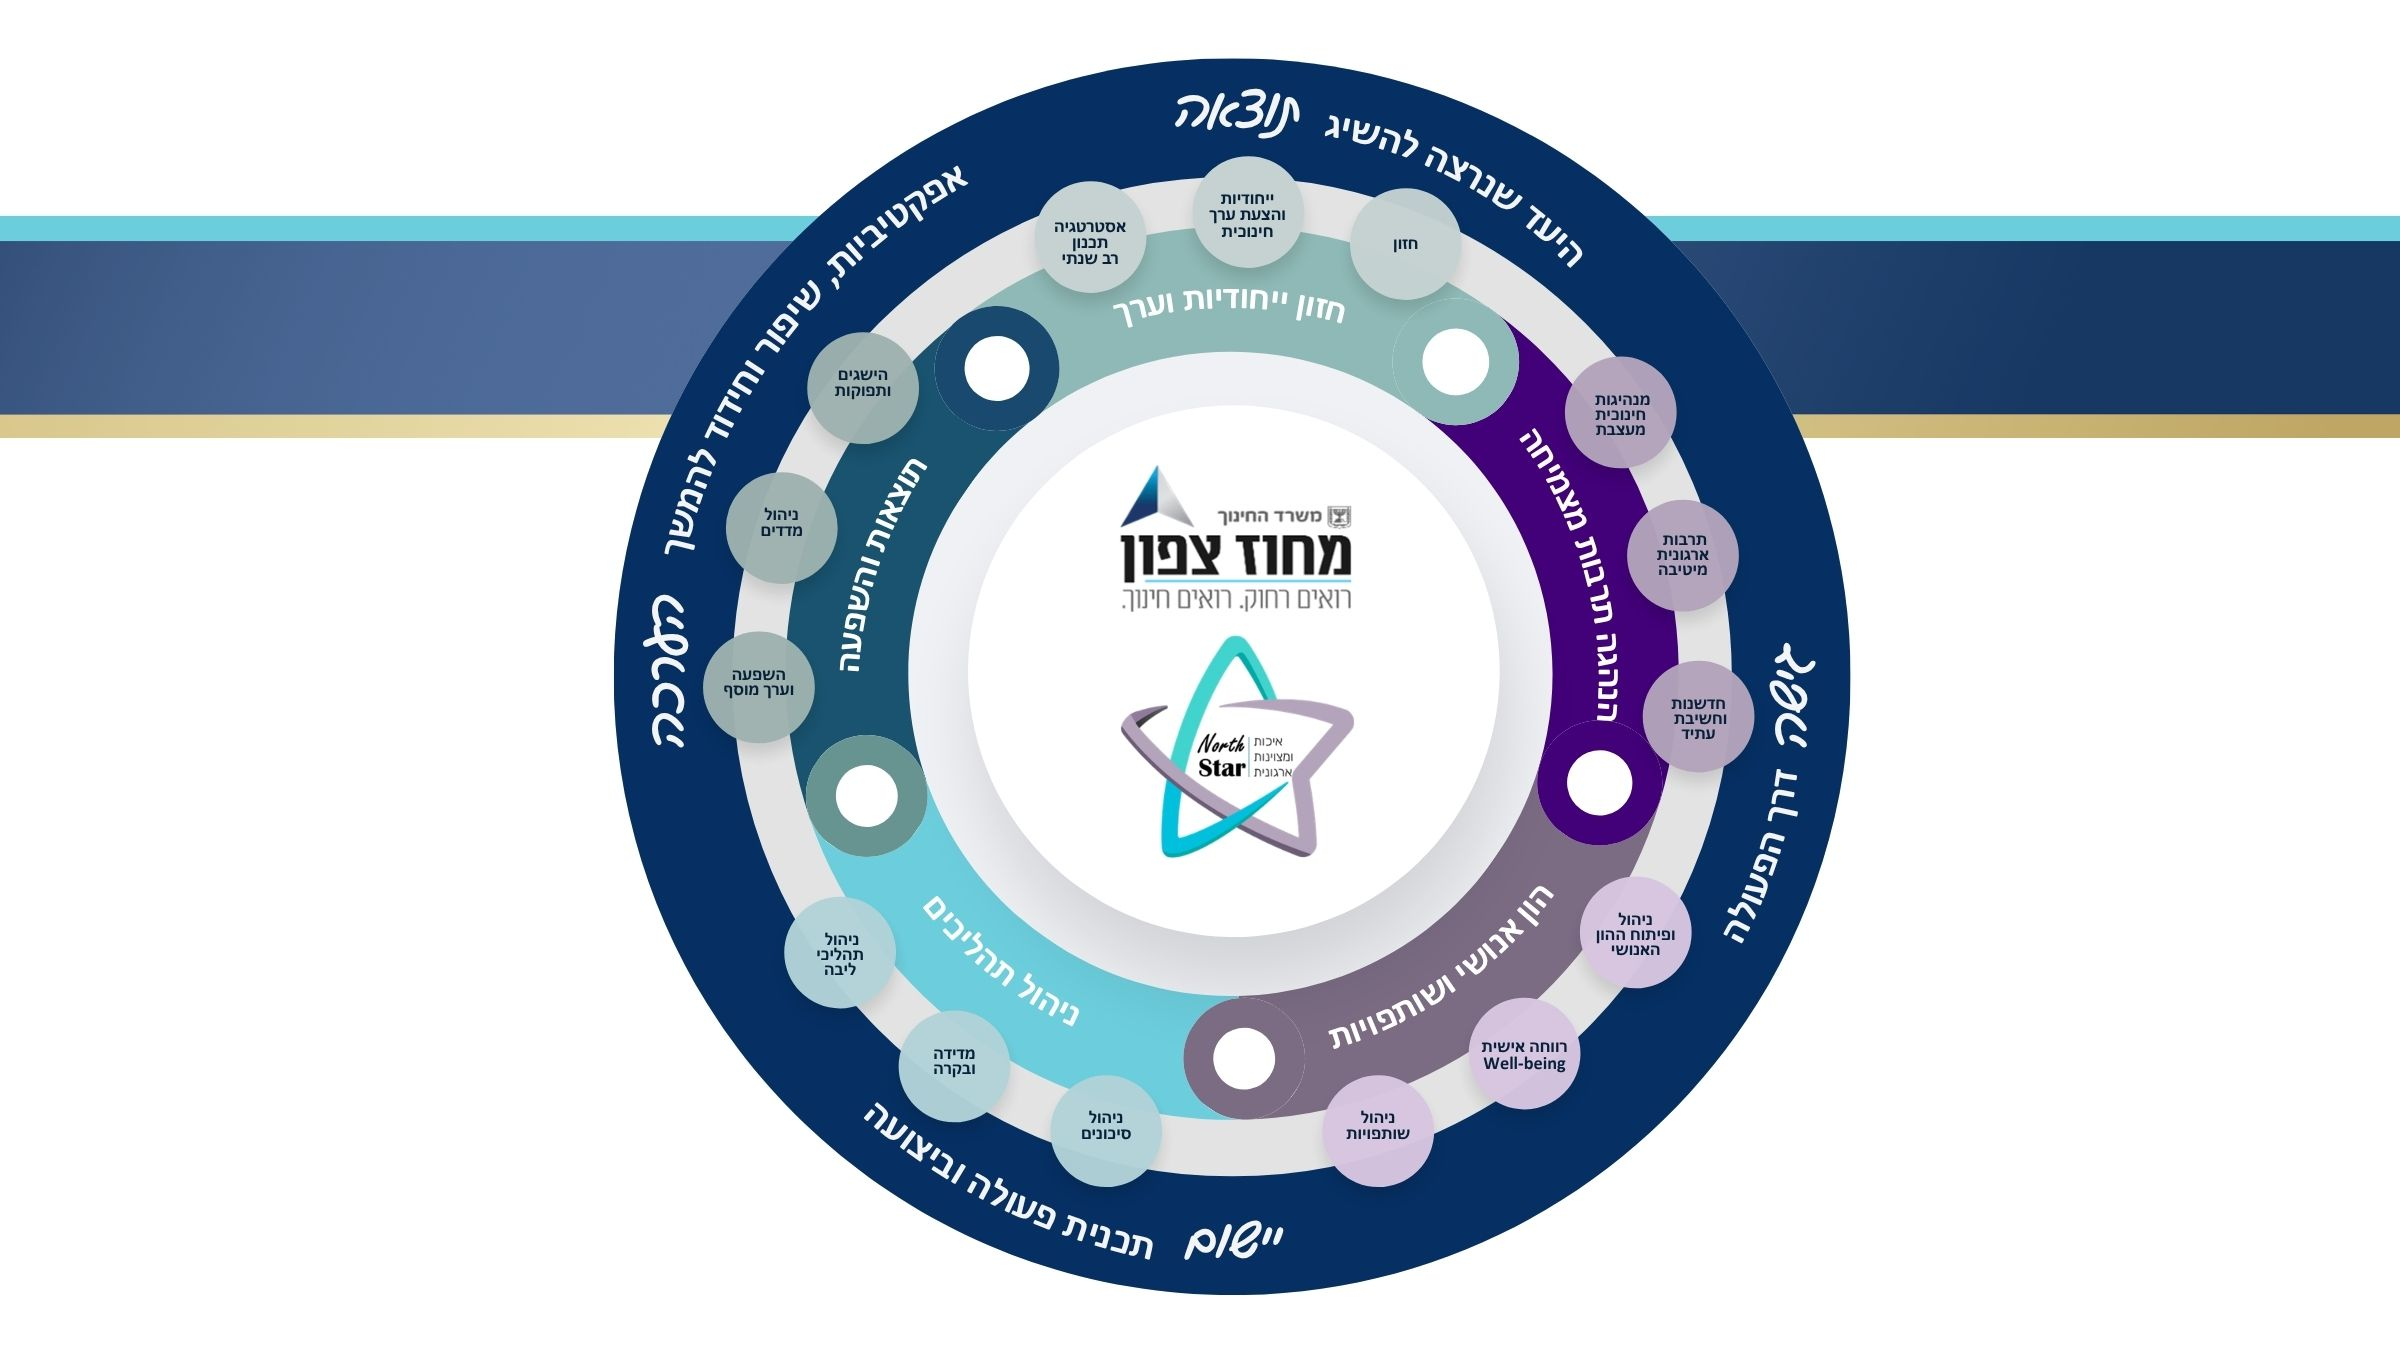 תוצאה היעד שנרצה להשיג
גישה דרך הפעולה
יישום תכנית פעולה וביצועה
הערכה אפקטיביות, שיפור וחידוד להמשך
חזון ייחודיות וערך
חזון
ייחודיות
והצעת ערך
חינוכית
אסטרטגיה
תכנון
רב שנתי
הנהגה תרבות מצמיחה
מנהיגות
חינוכית
מעצבת
תרבות
ארגונית
מיטיבה
חדשנות
וחשיבת
עתיד
הון אנושי ושותפויות
ניהול
ופיתוח ההון
האנושי
רווחה אישית
Well-being
ניהול
שותפויות
ניהול תהליכים
ניהול
סיכונים
מדידה
ובקרה
ניהול
תהליכי
ליבה
תוצאות והשפעה
השפעה
וערך מוסף
ניהול
מדדים
הישגים
ותפוקות
משרד החינוך
מחוז צפון
רואים רחוק. רואים חינוך.
North
Star
איכות
ומצוינות
ארגונית